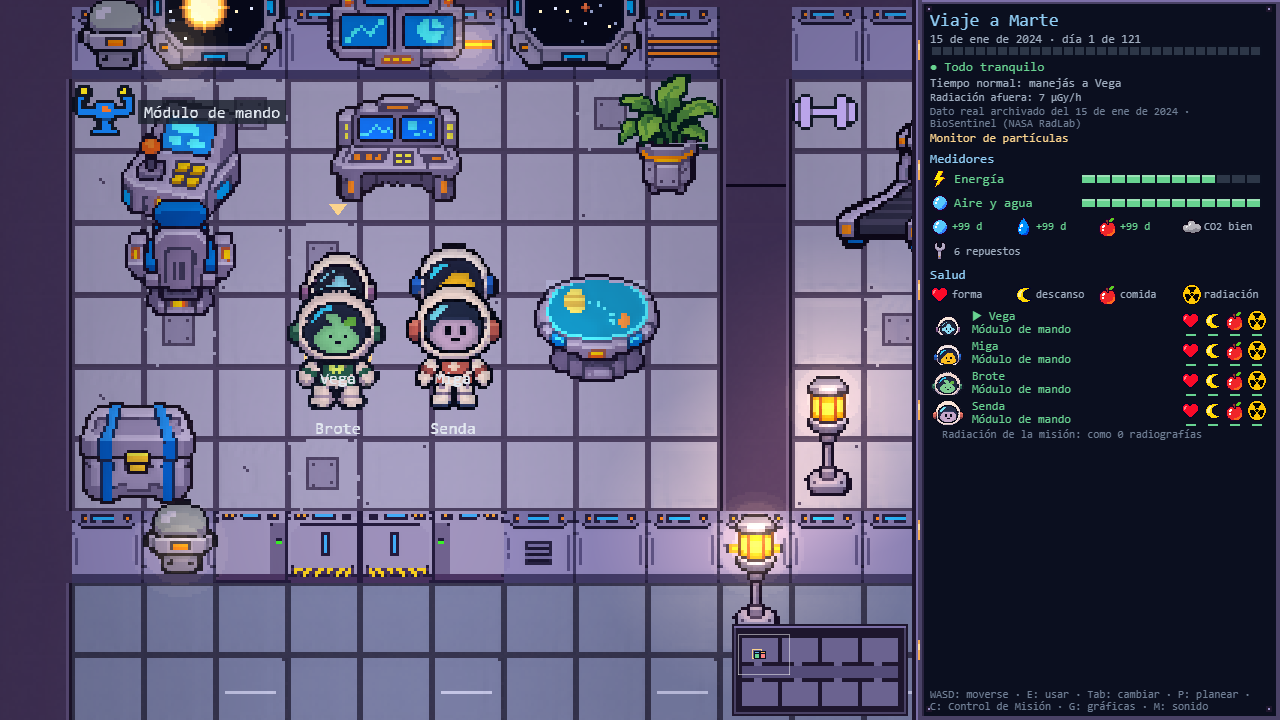 Módulo de mando
Vega
Miga
Brote
Senda
Viaje a Marte
15 de ene de 2024 · día 1 de 121
Todo tranquilo
Tiempo normal: manejás a Vega
Radiación afuera: 7 µGy/h
Dato real archivado del 15 de ene de 2024 ·
BioSentinel (NASA RadLab)
Monitor de partículas
Medidores
Energía
Aire y agua
+99 d +99 d +99 d CO2 bien
6 repuestos
Salud
forma descanso comida radiación
▶ Vega
Módulo de mando
Miga
Módulo de mando
Brote
Módulo de mando
Senda
Módulo de mando
Radiación de la misión: como 0 radiografías
WASD: moverse · E: usar · Tab: cambiar · P: planear ·
C: Control de Misión · G: gráficas · M: sonido